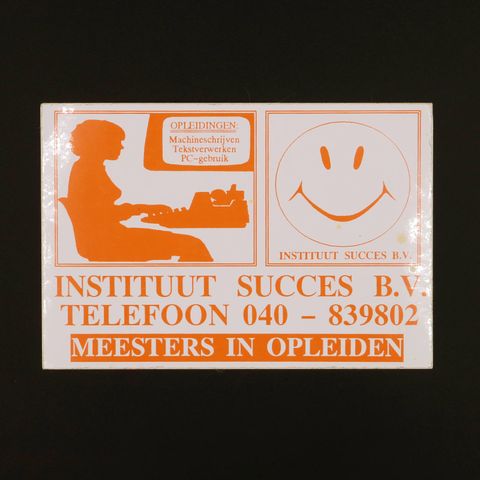 OPLEIDINGEN:
Machineschrijven
Tekstverwerken
PC-gebruik
INSTITUUT SUCCES B.V.
INSTITUUT SUCCES B.V.
TELEFOON 040 - 839802
MEESTERS IN OPLEIDEN